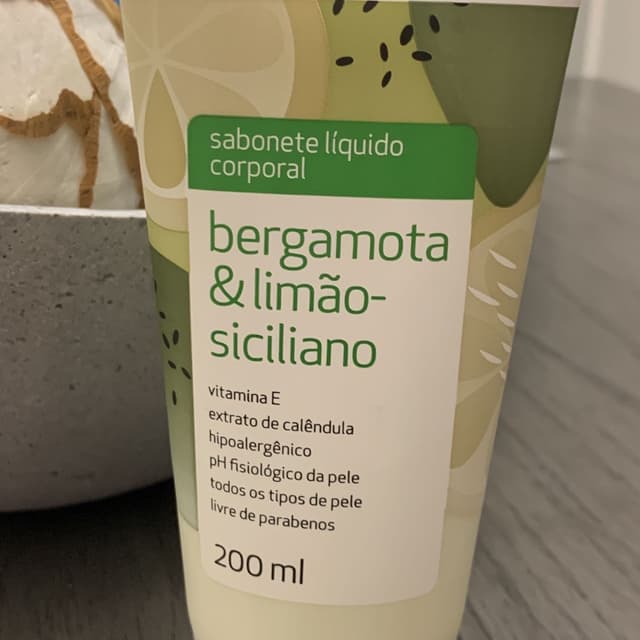 sabonete líquido
corporal
bergamota
& limão-
siciliano
vitamina E
extrato de calêndula
hipoalergênico
pH fisiológico da pele
todos os tipos de pele
livre de parabenos
200 ml